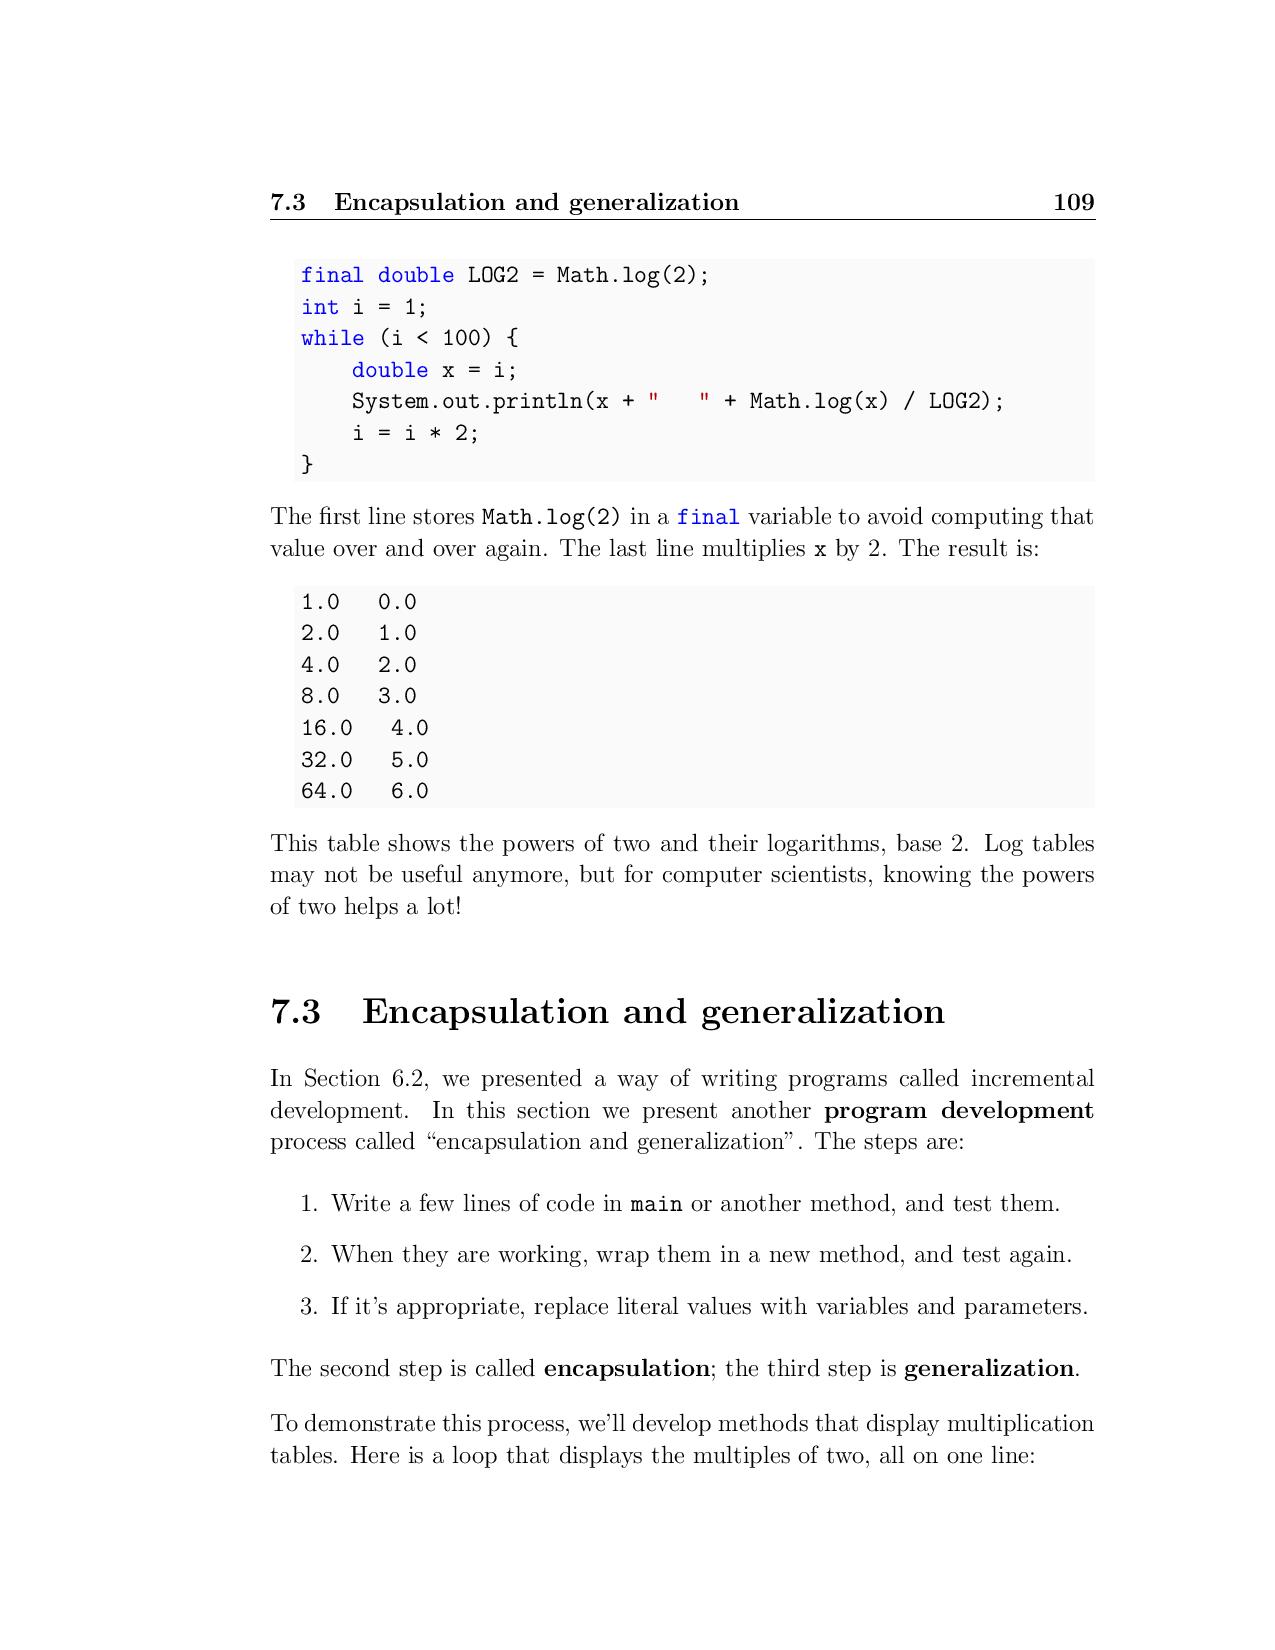 7.3 Encapsulation and generalization 109
final double LOG2 = Math.log(2);
int i = 1;
while (i < 100) {
    double x = i;
    System.out.println(x + "   " + Math.log(x) / LOG2);
    i = i * 2;
}
The first line stores Math.log(2) in a final variable to avoid computing that
value over and over again. The last line multiplies x by 2. The result is:
1.0   0.0
2.0   1.0
4.0   2.0
8.0   3.0
16.0   4.0
32.0   5.0
64.0   6.0
This table shows the powers of two and their logarithms, base 2. Log tables
may not be useful anymore, but for computer scientists, knowing the powers
of two helps a lot!
7.3 Encapsulation and generalization
In Section 6.2, we presented a way of writing programs called incremental
development. In this section we present another program development
process called “encapsulation and generalization”. The steps are:
1. Write a few lines of code in main or another method, and test them.
2. When they are working, wrap them in a new method, and test again.
3. If it’s appropriate, replace literal values with variables and parameters.
The second step is called encapsulation; the third step is generalization.
To demonstrate this process, we’ll develop methods that display multiplication
tables. Here is a loop that displays the multiples of two, all on one line: